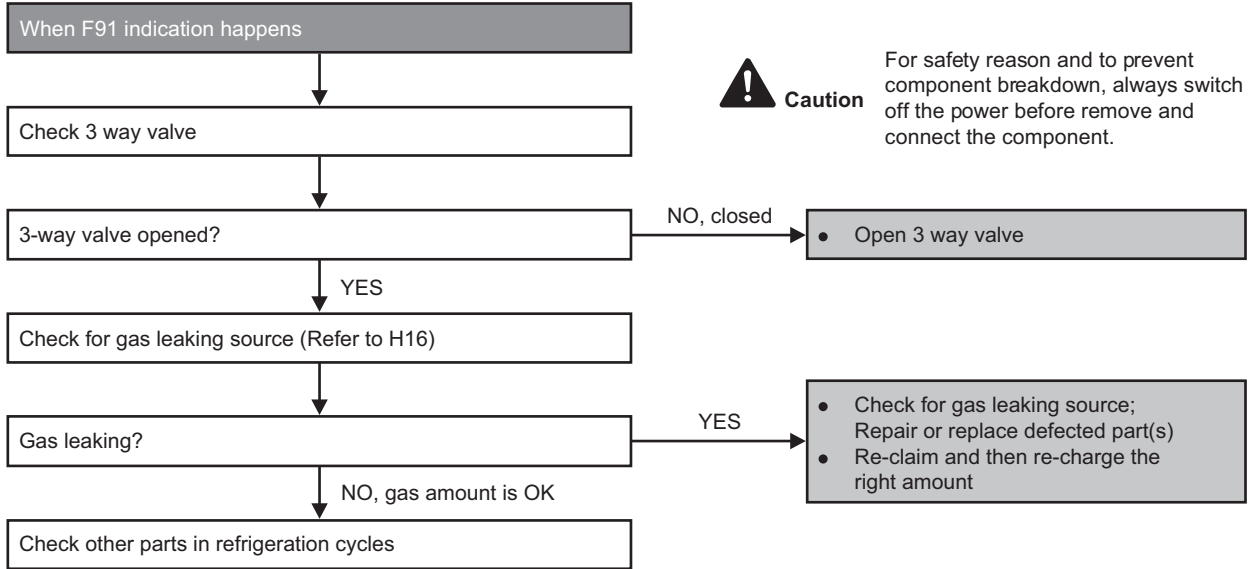 When F91 indication happens
Caution
For safety reason and to prevent
component breakdown, always switch
off the power before remove and
connect the component.
Check 3 way valve
3-way valve opened?
NO, closed
● Open 3 way valve
YES
Check for gas leaking source (Refer to H16)
Gas leaking?
YES
● Check for gas leaking source;
Repair or replace defected part(s)
● Re-claim and then re-charge the
right amount
NO, gas amount is OK
Check other parts in refrigeration cycles